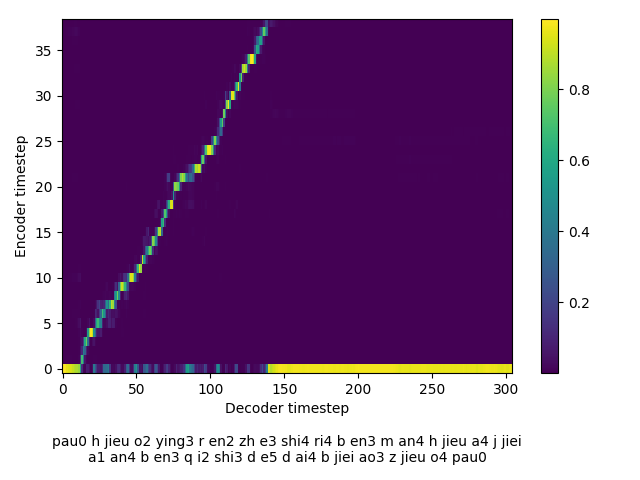 35
30
25
20
15
10
5
0
Encoder timestep
0 50 100 150 200 250 300
Decoder timestep
0.8
0.6
0.4
0.2
pau0 h jieu o2 ying3 r en2 zh e3 shi4 ri4 b en3 m an4 h jieu a4 j jiei
a1 an4 b en3 q i2 shi3 d e5 d ai4 b jiei ao3 z jieu o4 pau0